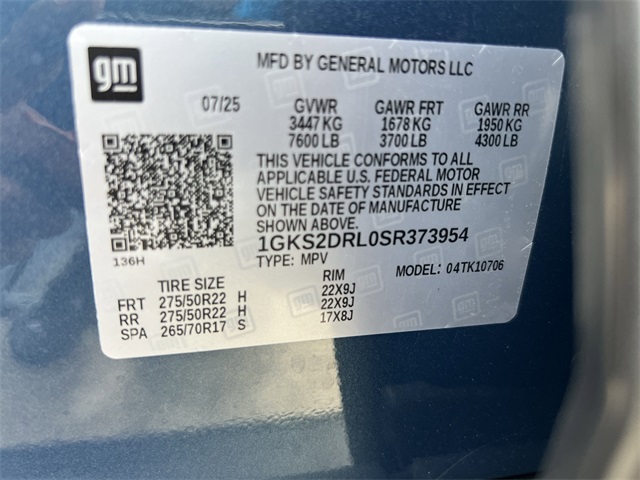 gm
MFD BY GENERAL MOTORS LLC
07/25 GVWR GAWR FRT GAWR RR
3447 KG 1678 KG 1950 KG
7600 LB 3700 LB 4300 LB
THIS VEHICLE CONFORMS TO ALL
APPLICABLE U.S. FEDERAL MOTOR
VEHICLE SAFETY STANDARDS IN EFFECT
ON THE DATE OF MANUFACTURE
SHOWN ABOVE.
1GKS2DRL0SR373954
136H TYPE: MPV MODEL: 04TK10706
TIRE SIZE RIM
FRT 275/50R22 H 22X9J
RR 275/50R22 H 22X9J
SPA 265/70R17 S 17X8J